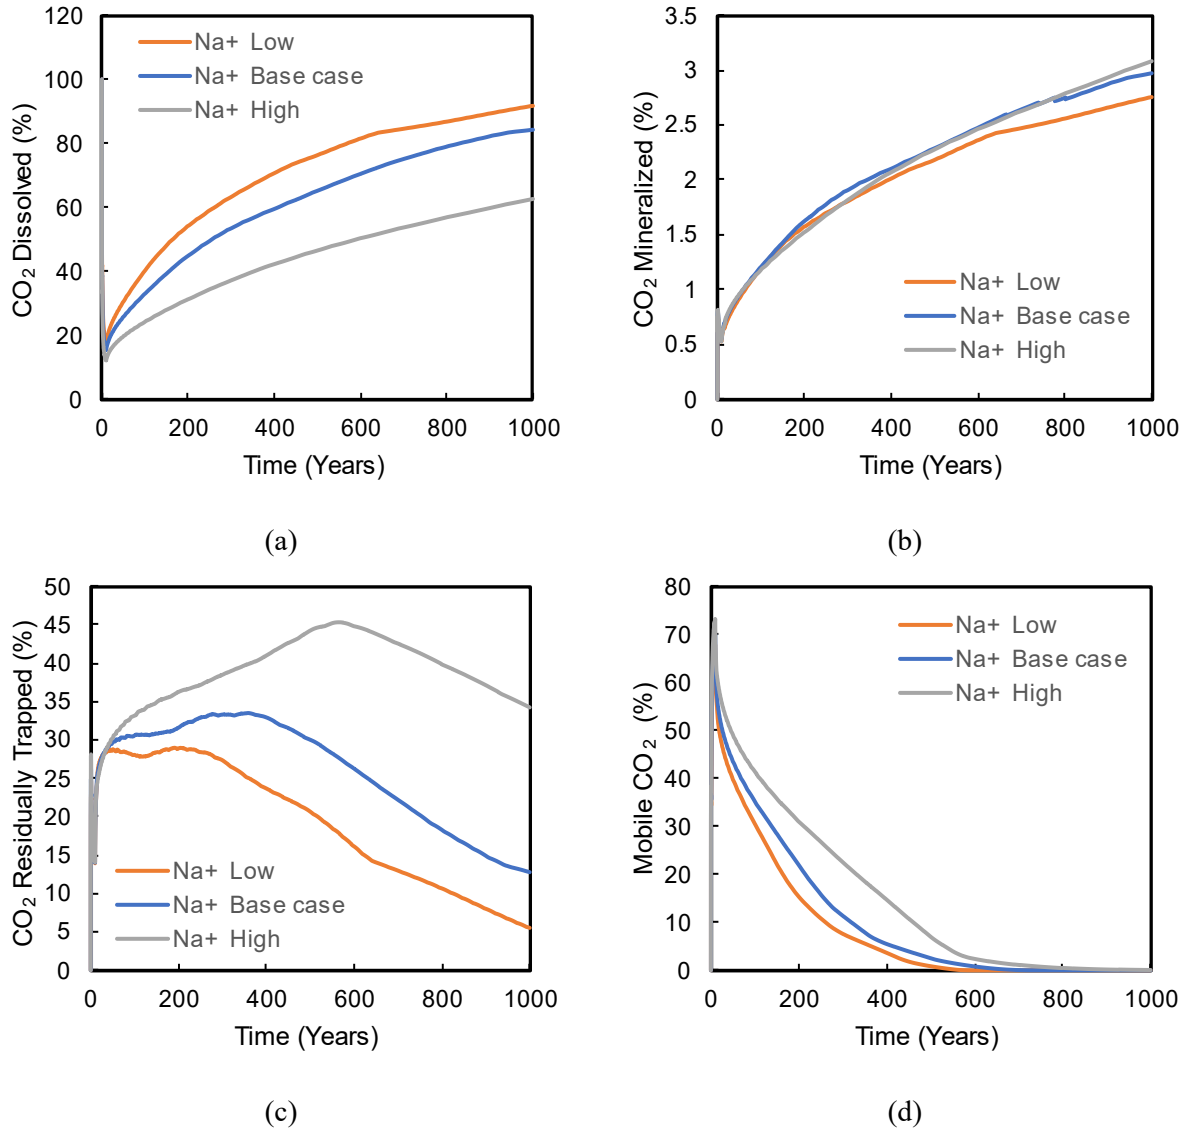 120
100
80
60
40
20
0
CO2 Dissolved (%)
Na+ Low
Na+ Base case
Na+ High
0 200 400 600 800 1000
Time (Years)
(a)
3.5
3
2.5
2
1.5
1
0.5
0
CO2 Mineralized (%)
Na+ Low
Na+ Base case
Na+ High
0 200 400 600 800 1000
Time (Years)
(b)
50
45
40
35
30
25
20
15
10
5
0
CO2 Residually Trapped (%)
Na+ Low
Na+ Base case
Na+ High
0 200 400 600 800 1000
Time (Years)
(c)
80
70
60
50
40
30
20
10
0
Mobile CO2 (%)
Na+ Low
Na+ Base case
Na+ High
0 200 400 600 800 1000
Time (Years)
(d)